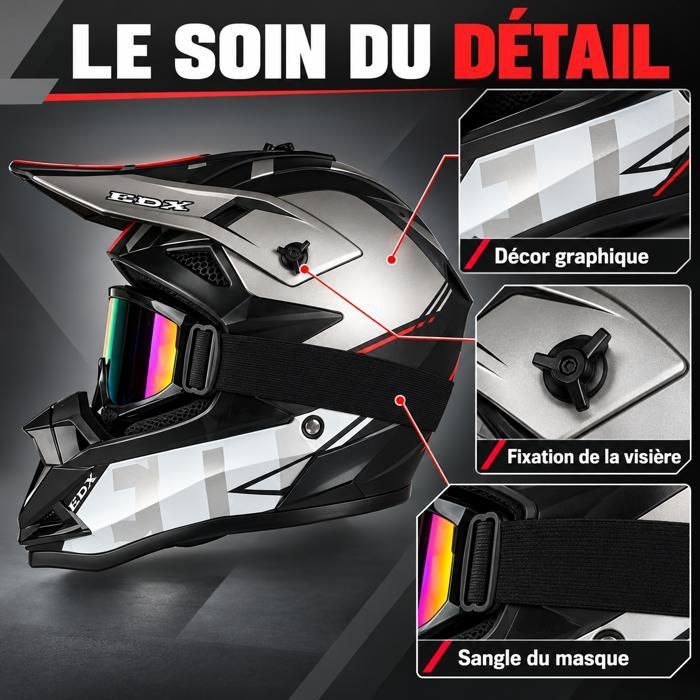 LE SOIN DU DÉTAIL
EDX
Décor graphique
Fixation de la visière
EDX
Sangle du masque